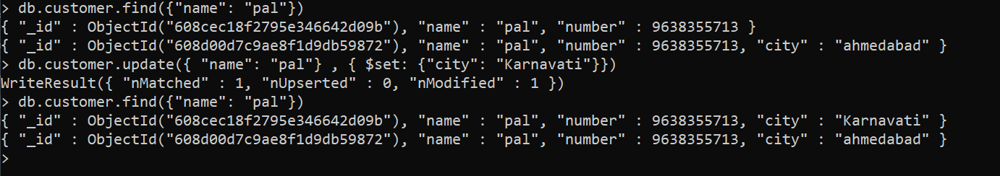 > db.customer.find({"name": "pal"})
{ "_id" : ObjectId("608cec18f2795e346642d09b"), "name" : "pal", "number" : 9638355713 }
{ "_id" : ObjectId("608d00d7c9ae8f1d9db59872"), "name" : "pal", "number" : 9638355713, "city" : "ahmedabad" }
> db.customer.update({ "name": "pal"} , { $set: {"city": "Karnavati"}})
WriteResult({ "nMatched" : 1, "nUpserted" : 0, "nModified" : 1 })
> db.customer.find({"name": "pal"})
{ "_id" : ObjectId("608cec18f2795e346642d09b"), "name" : "pal", "number" : 9638355713, "city" : "Karnavati" }
{ "_id" : ObjectId("608d00d7c9ae8f1d9db59872"), "name" : "pal", "number" : 9638355713, "city" : "ahmedabad" }
>